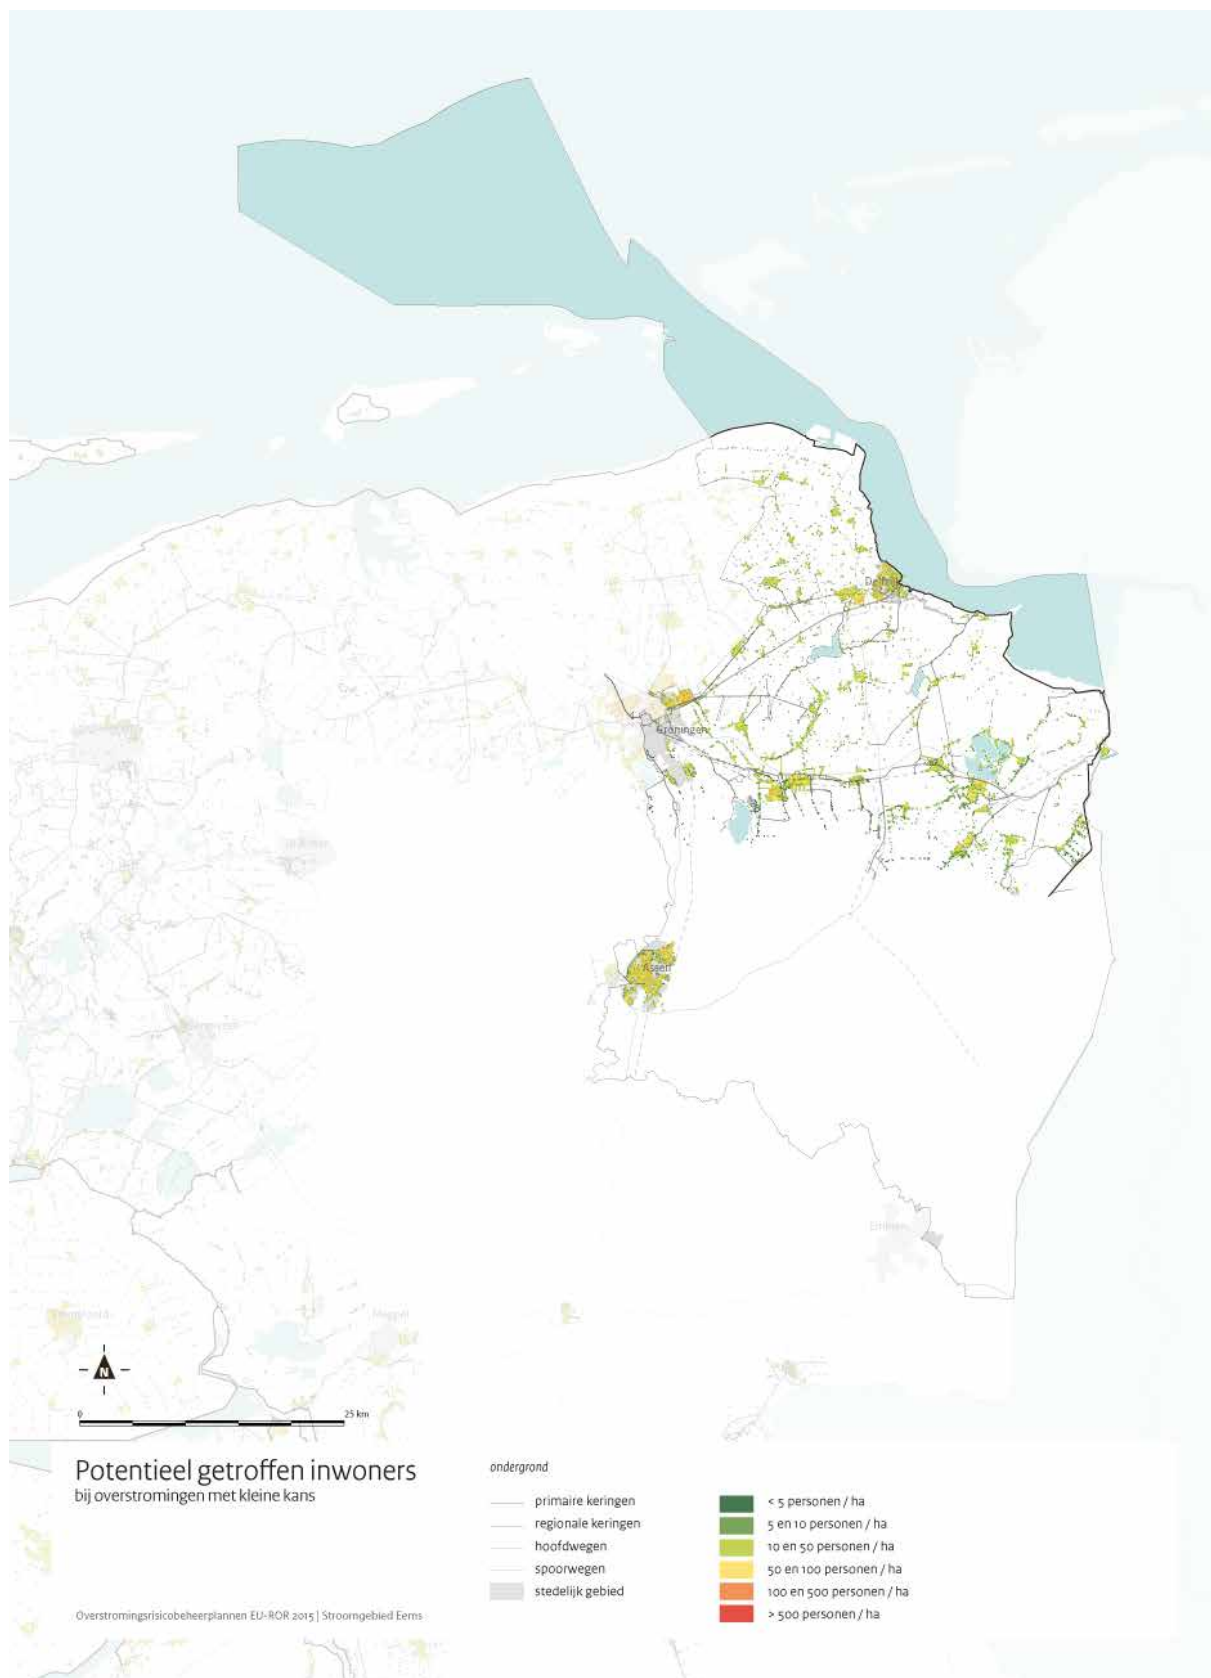 Groningen
Assen
Meppel
N
0
25 km
Potentieel getroffen inwoners
bij overstromingen met kleine kans
ondergrond
primaire keringen
regionale keringen
hoofdwegen
spoorwegen
stedelijk gebied
< 5 personen / ha
5 en 10 personen / ha
10 en 50 personen / ha
50 en 100 personen / ha
100 en 500 personen / ha
> 500 personen / ha
Overstromingsrisicobeheerplannen EU-ROR 2015 | Stroomgebied Eems